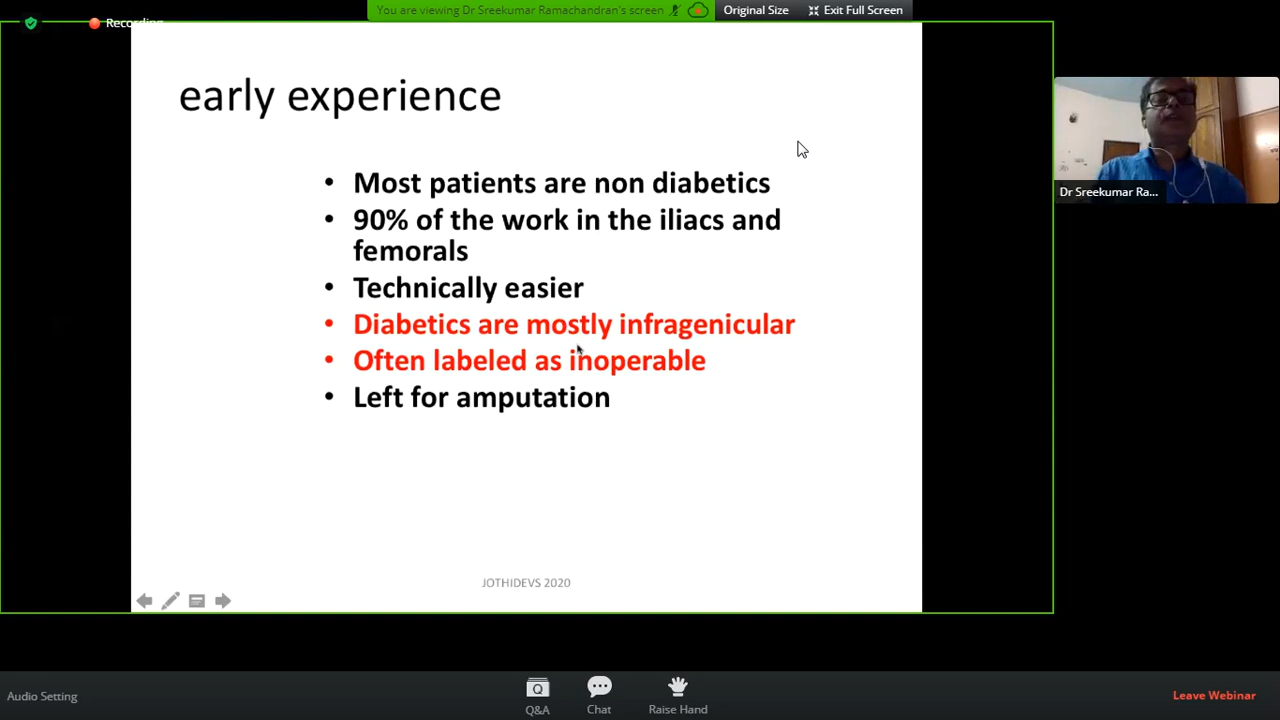 You are viewing Dr Sreekumar Ramachandran's screen
Original Size
Exit Full Screen
Recording
early experience
• Most patients are non diabetics
• 90% of the work in the iliacs and
femorals
• Technically easier
• Diabetics are mostly infragenicular
• Often labeled as inoperable
• Left for amputation
JOTHIDEVS 2020
Dr Sreekumar Ra...
Audio Setting
Q&A
Chat
Raise Hand
Leave Webinar